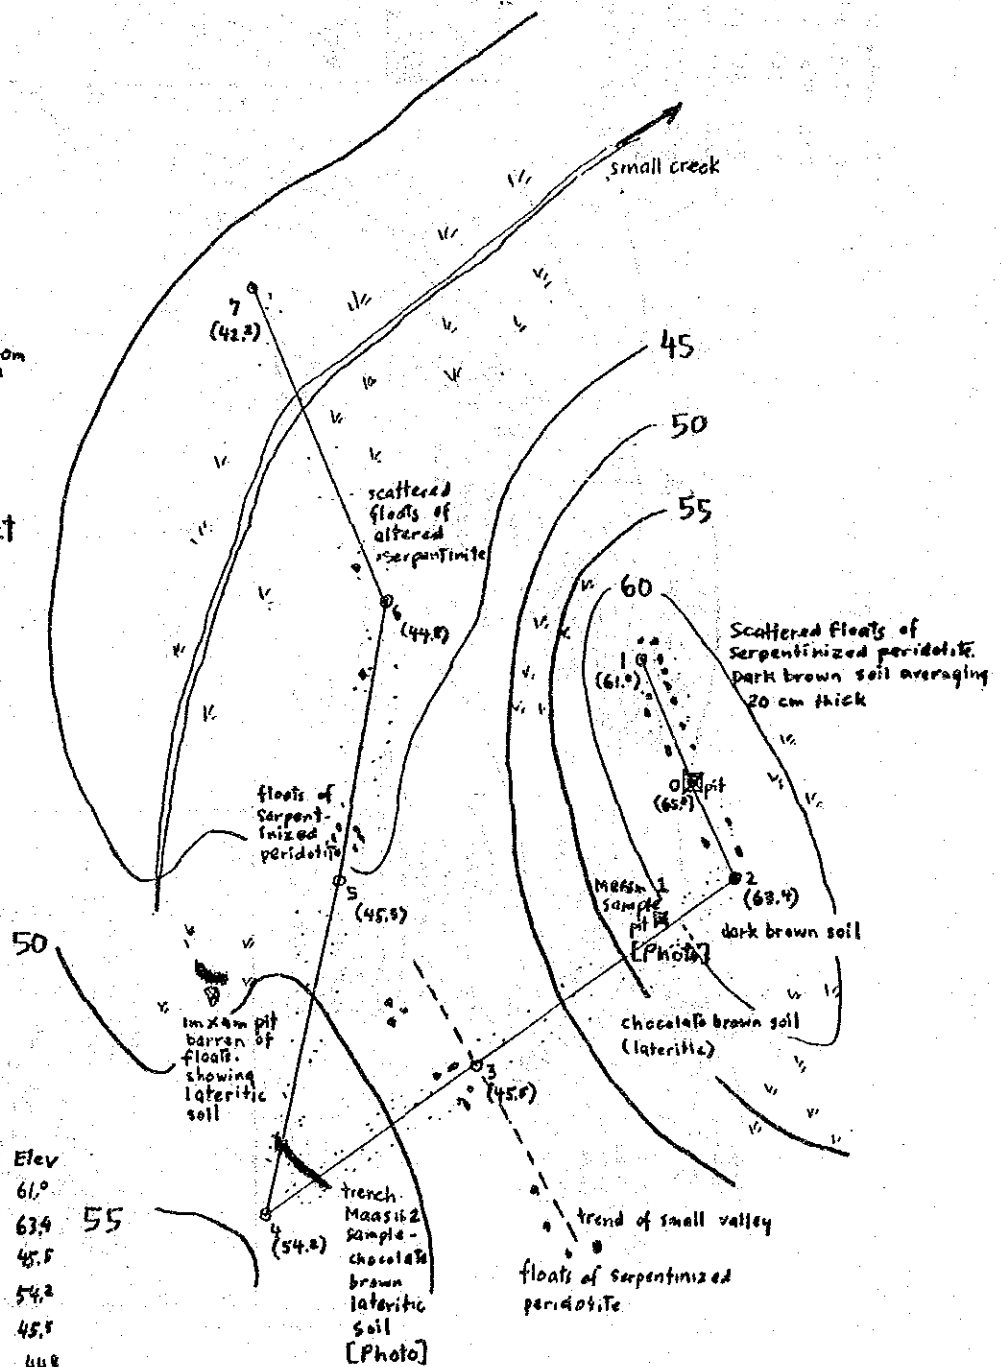 small creek
7
(42.2)
om
45
50
55
60
scattered
floats of
altered
serpentinite
6
(44.8)
Scattered floats of
serpentinized peridotite.
Dark brown soil averaging
20 cm thick
1
(61.0)
0 pit
(65.0)
floats of
serpent-
inized
peridotite
5
(45.5)
2
(63.4)
sample
pit
[Photo]
dark brown soil
50
1m x 2m pit
barren of
floats.
showing
lateritic
soil
chocolate brown soil
(lateritic)
3
(45.5)
Elev
61.0
63.4
45.5
54.2
45.5
44.8
55
4
(54.2)
trench
sample-
chocolate
brown
lateritic
soil
[Photo]
trend of small valley
floats of serpentinized
peridotite